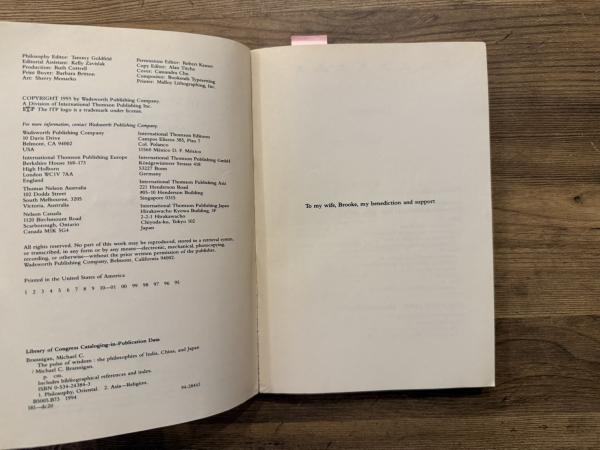 Philosophy Editor: Tammy Goldfeld
Editorial Assistant: Kelly Zavislak
Production: Ruth Cottrell
Print Buyer: Barbara Britton
Art: Sherry Monarko
Permissions Editor: Robert Kauser
Copy Editor: Alan Titche
Cover: Cassandra Chu
Compositor: Bookends Typesetting
Printer: Malloy Lithographing, Inc.
COPYRIGHT 1995 by Wadsworth Publishing Company.
A Division of International Thomson Publishing Inc.
ITP The ITP logo is a trademark under license.
For more information, contact Wadsworth Publishing Company.
Wadsworth Publishing Company
10 Davis Drive
Belmont, CA 94002
USA
International Thomson Publishing Europe
Berkshire House 168-173
High Holborn
London WC1V 7AA
England
Thomas Nelson Australia
102 Dodds Street
South Melbourne, 3205
Victoria, Australia
Nelson Canada
1120 Birchmount Road
Scarborough, Ontario
Canada M1K 5G4
International Thomson Editores
Campos Eliseos 385, Piso 7
Col. Polanco
11560 México D. F. México
International Thomson Publishing GmbH
Königswinterer Strasse 418
53227 Bonn
Germany
International Thomson Publishing Asia
221 Henderson Road
#05-10 Henderson Building
Singapore 0315
International Thomson Publishing Japan
Hirakawacho Kyowa Building, 3F
2-2-1 Hirakawacho
Chiyoda-ku, Tokyo 102
Japan
All rights reserved. No part of this work may be reproduced, stored in a retrieval system,
or transcribed, in any form or by any means—electronic, mechanical, photocopying,
recording, or otherwise—without the prior written permission of the publisher,
Wadsworth Publishing Company, Belmont, California 94002.
Printed in the United States of America
1 2 3 4 5 6 7 8 9 10—01 00 99 98 97 96 95
Library of Congress Cataloging-in-Publication Data
Brannigan, Michael C.
The pulse of wisdom : the philosophies of India, China, and Japan
/ Michael C. Brannigan.
p. cm.
Includes bibliographical references and index.
ISBN 0-534-24384-3
1. Philosophy, Oriental. 2. Asia—Religion.
B5005.B73 1994
181—dc20
94-28443
To my wife, Brooke, my benediction and support